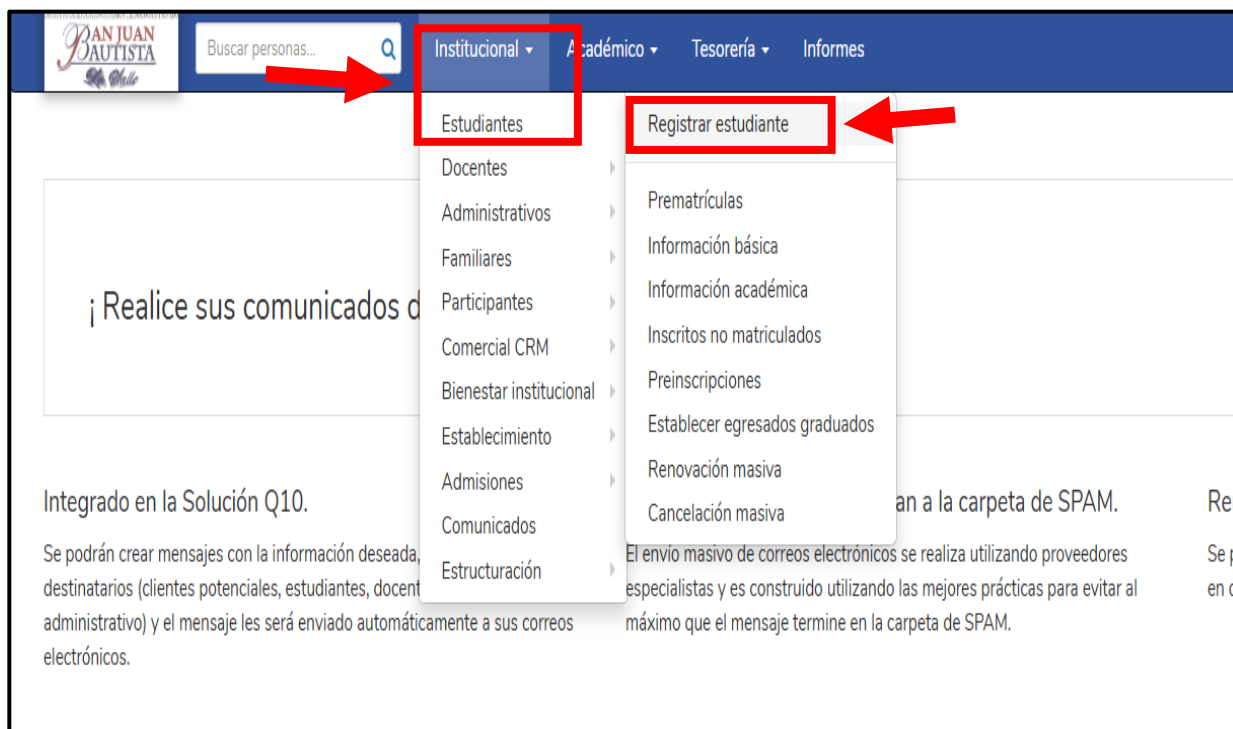 SAN JUAN
BAUTISTA
La Salle
Buscar personas...
Institucional
Académico
Tesorería
Informes
Estudiantes
Docentes
Administrativos
Familiares
Participantes
Comercial CRM
Bienestar institucional
Establecimiento
Admisiones
Comunicados
Estructuración
Registrar estudiante
Prematrículas
Información básica
Información académica
Inscritos no matriculados
Preinscripciones
Establecer egresados graduados
Renovación masiva
Cancelación masiva
¡ Realice sus comunicados
Integrado en la Solución Q10.
Se podrán crear mensajes con la información deseada,
destinatarios (clientes potenciales, estudiantes,
administrativo) y el mensaje les será enviado automáticamente a sus correos
electrónicos.
an a la carpeta de SPAM.
El envío masivo de correos electrónicos se realiza utilizando proveedores
especialistas y es construido utilizando las mejores prácticas para evitar al
máximo que el mensaje termine en la carpeta de SPAM.
Se
en